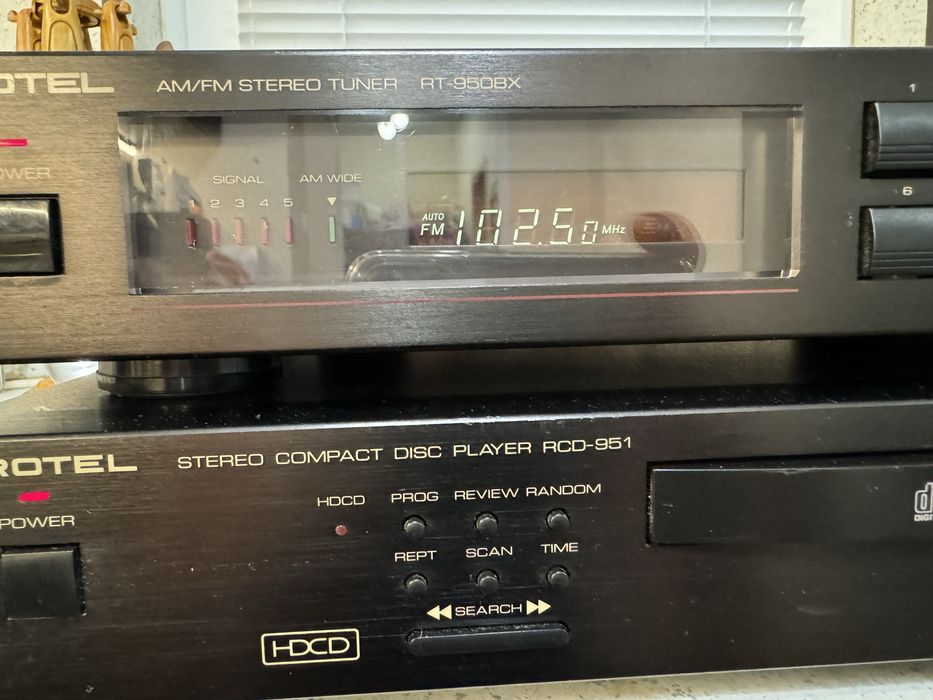 OTEL AM/FM STEREO TUNER RT-950BX
1
OWER
SIGNAL AM WIDE
2 3 4 5
6
AUTO
FM 102.50 MHz
ROTEL STEREO COMPACT DISC PLAYER RCD-951
HDCD PROG REVIEW RANDOM
POWER
REPT SCAN TIME
SEARCH
HDCD
d
DIGI